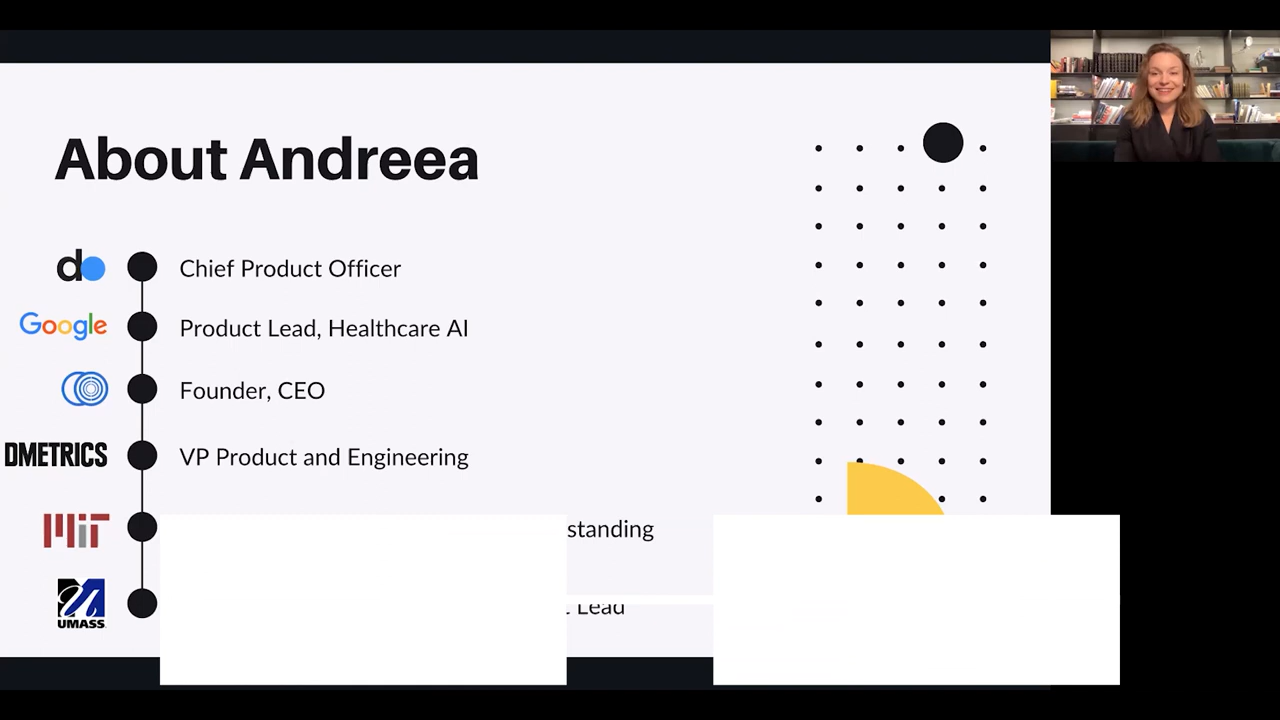 About Andreea
do
Chief Product Officer
Google
Product Lead, Healthcare AI
Founder, CEO
DMETRICS
VP Product and Engineering
MIT
standing
UMASS
Lead